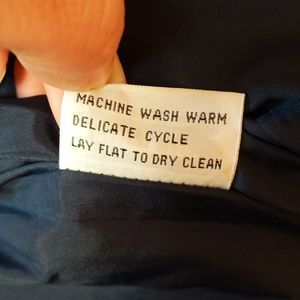 MACHINE WASH WARM
DELICATE CYCLE
LAY FLAT TO DRY CLEAN